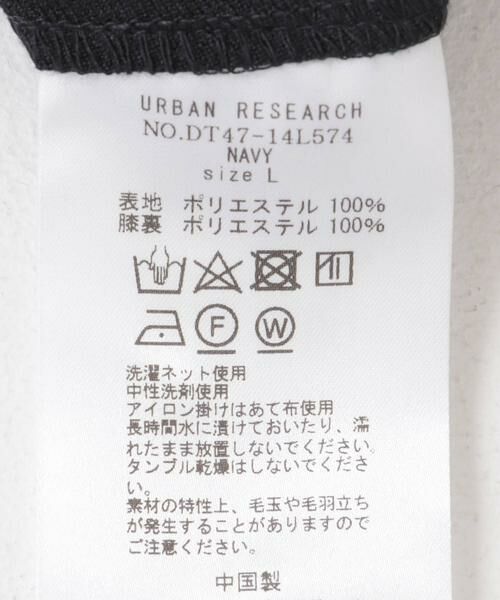 URBAN RESEARCH
NO.DT47-14L574
NAVY
size L
表地 ポリエステル 100%
膝裏 ポリエステル 100%
F W
洗濯ネット使用
中性洗剤使用
アイロン掛けはあて布使用
長時間水に漬けておいたり、濡
れたまま放置しないでください。
タンブル乾燥はしないでくださ
い。
素材の特性上、毛玉や毛羽立ち
が発生することがありますので
ご注意ください。
中国製